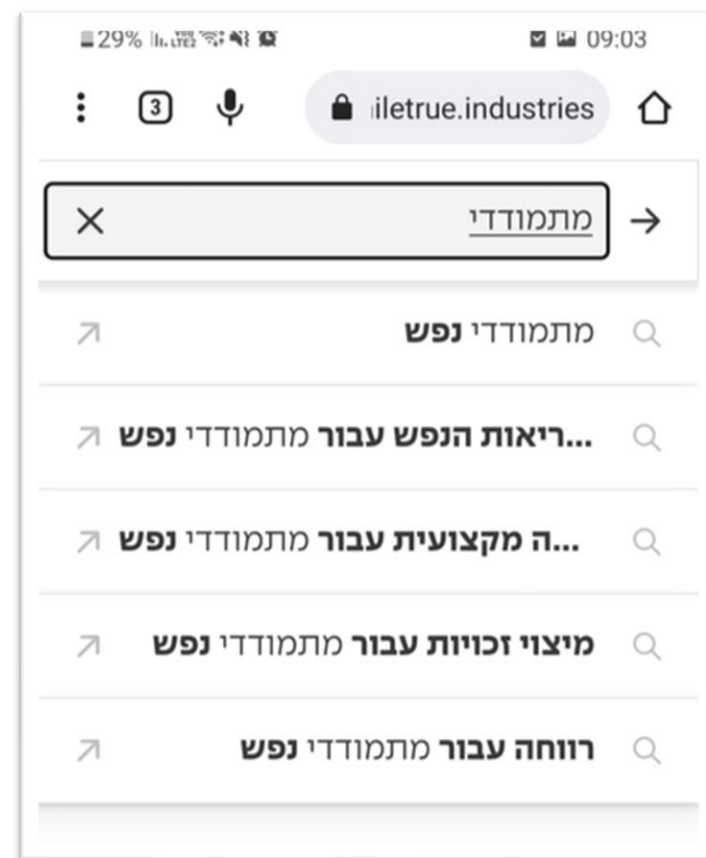 29% LTE2 09:03
3 iletrue.industries
מתמודדי
מתמודדי נפש
...ריאות הנפש עבור מתמודדי נפש
...ה מקצועית עבור מתמודדי נפש
מיצוי זכויות עבור מתמודדי נפש
רווחה עבור מתמודדי נפש